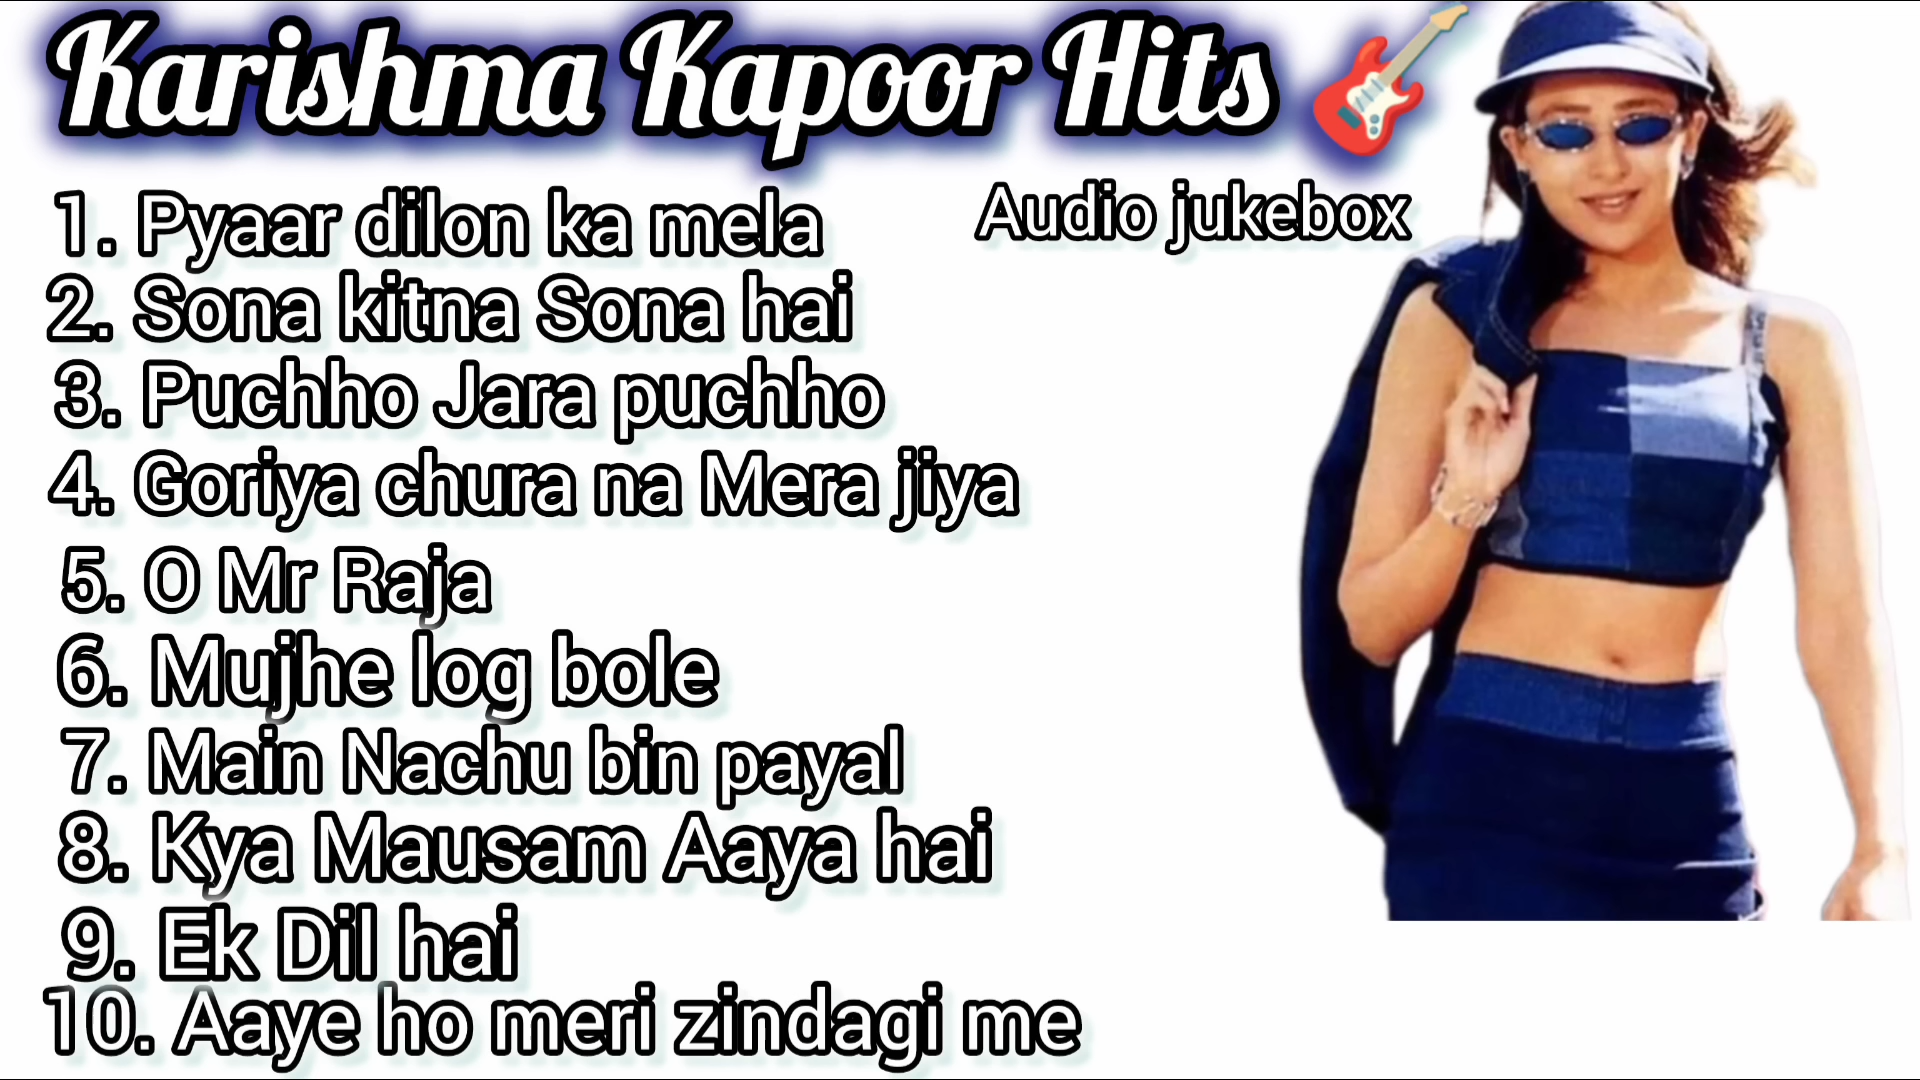 Karishma Kapoor Hits
Audio jukebox
1. Pyaar dilon ka mela
2. Sona kitna Sona hai
3. Puchho Jara puchho
4. Goriya chura na Mera jiya
5. O Mr Raja
6. Mujhe log bole
7. Main Nachu bin payal
8. Kya Mausam Aaya hai
9. Ek Dil hai
10. Aaye ho meri zindagi me